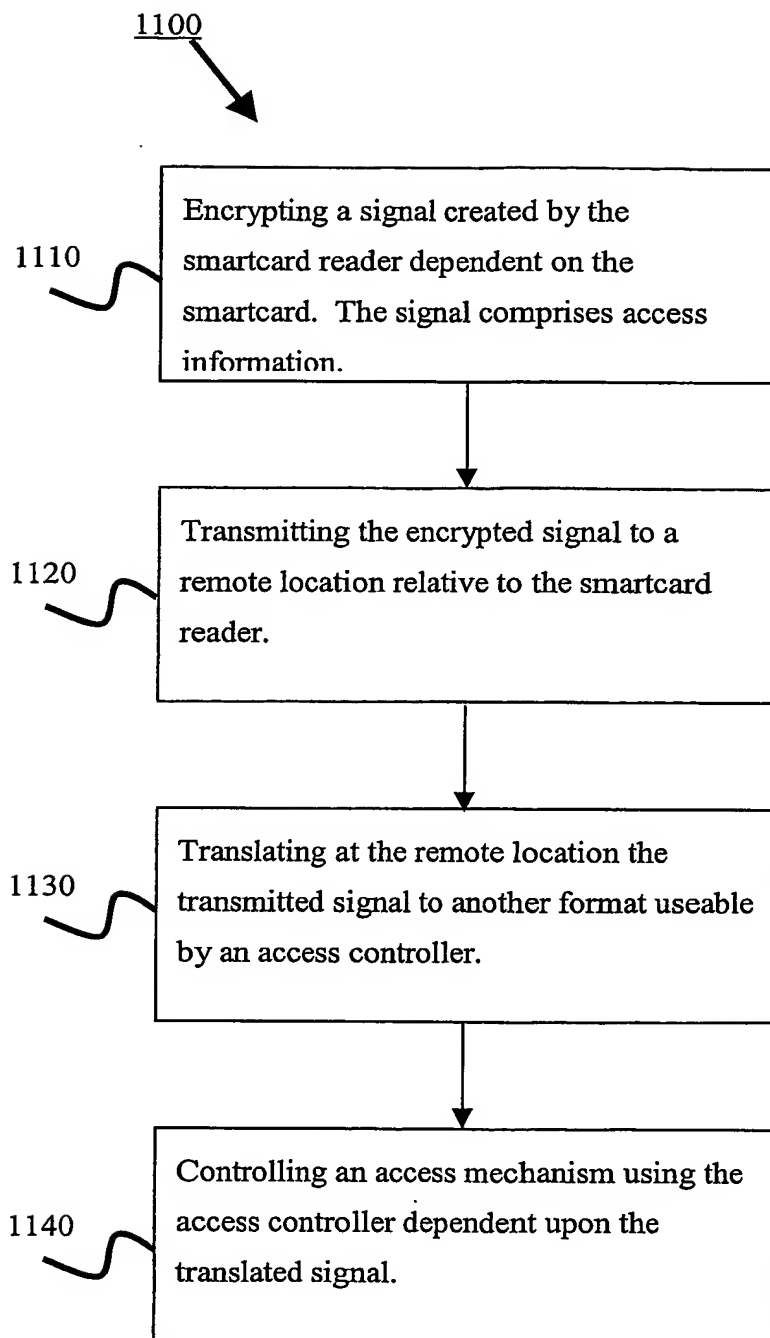 1100
1110
Encrypting a signal created by the
smartcard reader dependent on the
smartcard. The signal comprises access
information.
1120
Transmitting the encrypted signal to a
remote location relative to the smartcard
reader.
1130
Translating at the remote location the
transmitted signal to another format useable
by an access controller.
1140
Controlling an access mechanism using the
access controller dependent upon the
translated signal.